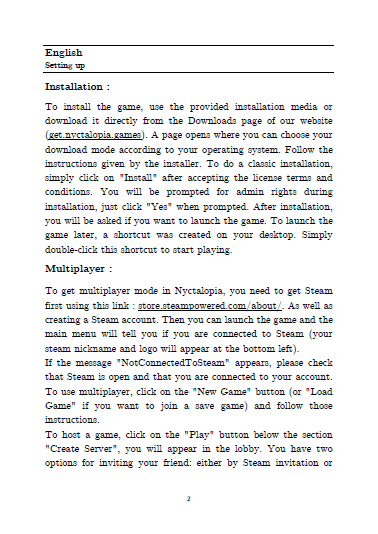 English
Setting up
Installation :
To install the game, use the provided installation media or
download it directly from the Downloads page of our website
(get.nyctalopia.games). A page opens where you can choose your
download mode according to your operating system. Follow the
instructions given by the installer. To do a classic installation,
simply click on "Install" after accepting the license terms and
conditions. You will be prompted for admin rights during
installation, just click "Yes" when prompted. After installation,
you will be asked if you want to launch the game. To launch the
game later, a shortcut was created on your desktop. Simply
double-click this shortcut to start playing.
Multiplayer :
To get multiplayer mode in Nyctalopia, you need to get Steam
first using this link : store.steampowered.com/about/. As well as
creating a Steam account. Then you can launch the game and the
main menu will tell you if you are connected to Steam (your
steam nickname and logo will appear at the bottom left).
If the message "NotConnectedToSteam" appears, please check
that Steam is open and that you are connected to your account.
To use multiplayer, click on the "New Game" button (or "Load
Game" if you want to join a save game) and follow those
instructions.
To host a game, click on the "Play" button below the section
"Create Server", you will appear in the lobby. You have two
options for inviting your friend: either by Steam invitation or
2